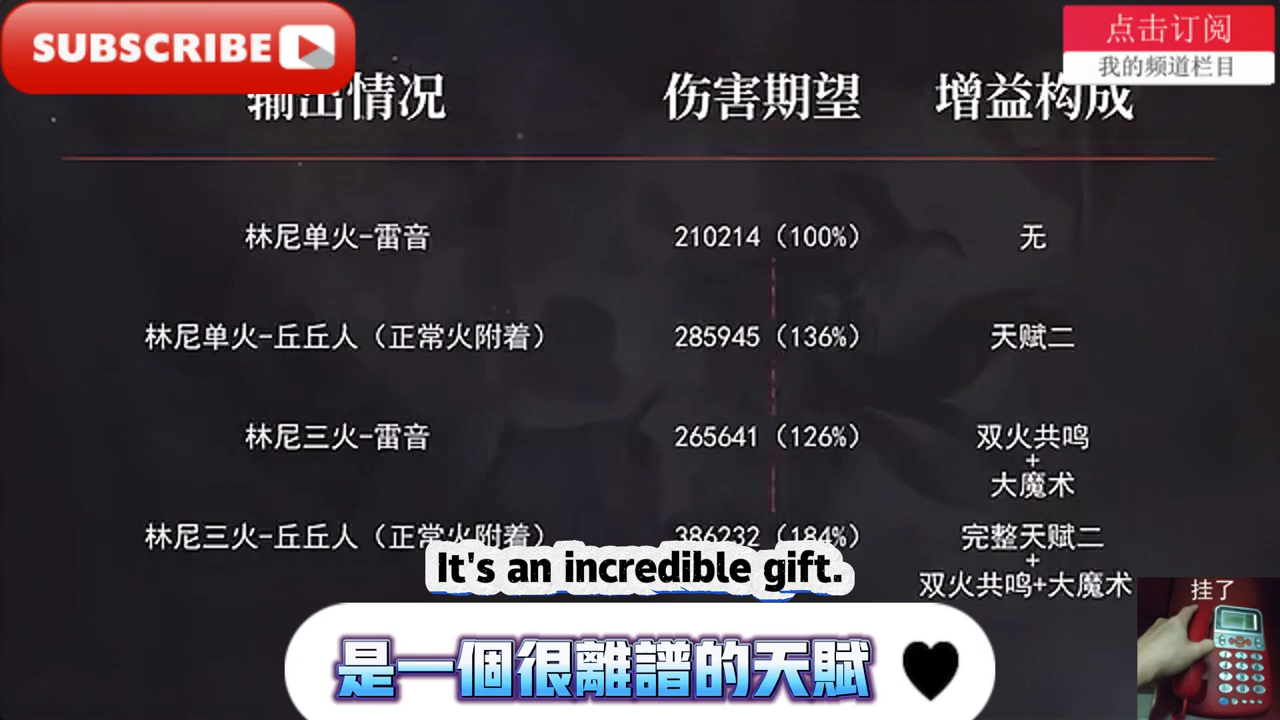 SUBSCRIBE
点击订阅
我的频道栏目
输出情况 伤害期望 增益构成
林尼单火-雷音 210214（100%） 无
林尼单火-丘丘人（正常火附着） 285945（136%） 天赋二
林尼三火-雷音 265641（126%） 双火共鸣
+
大魔术
林尼三火-丘丘人（正常火附着） 386232（184%） 完整天赋二
+
双火共鸣+大魔术
It's an incredible gift.
挂了
是一個很離譜的天賦